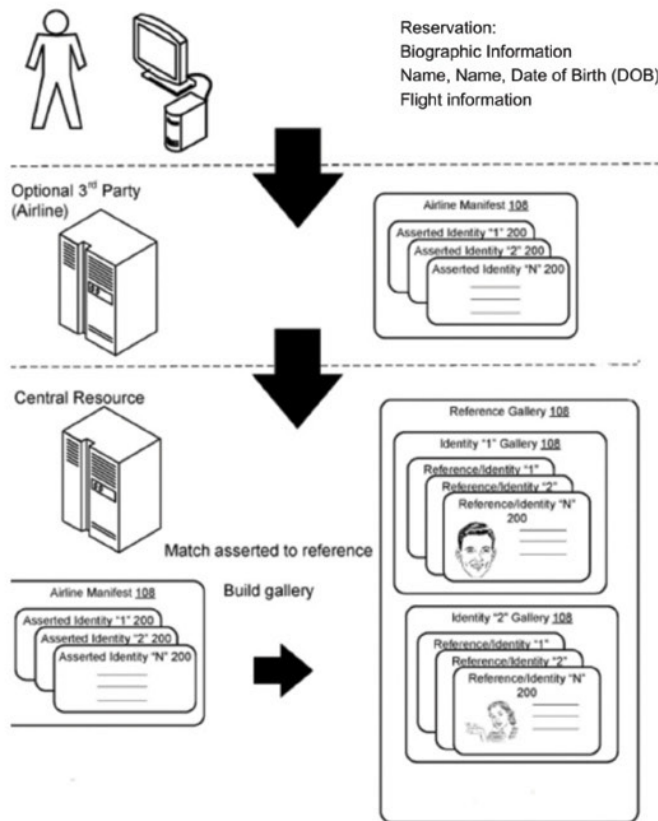 Reservation:
Biographic Information
Name, Name, Date of Birth (DOB)
Flight information
Optional 3rd Party
(Airline)
Airline Manifest 108
Asserted Identity "1" 200
Asserted Identity "2" 200
Asserted Identity "N" 200
Central Resource
Reference Gallery 108
Identity "1" Gallery 108
Reference/Identity "1"
Reference/Identity "2"
Reference/Identity "N"
200
Match asserted to reference
Build gallery
Airline Manifest 108
Asserted Identity "1" 200
Asserted Identity "2" 200
Asserted Identity "N" 200
Identity "2" Gallery 108
Reference/Identity "1"
Reference/Identity "2"
Reference/Identity "N"
200